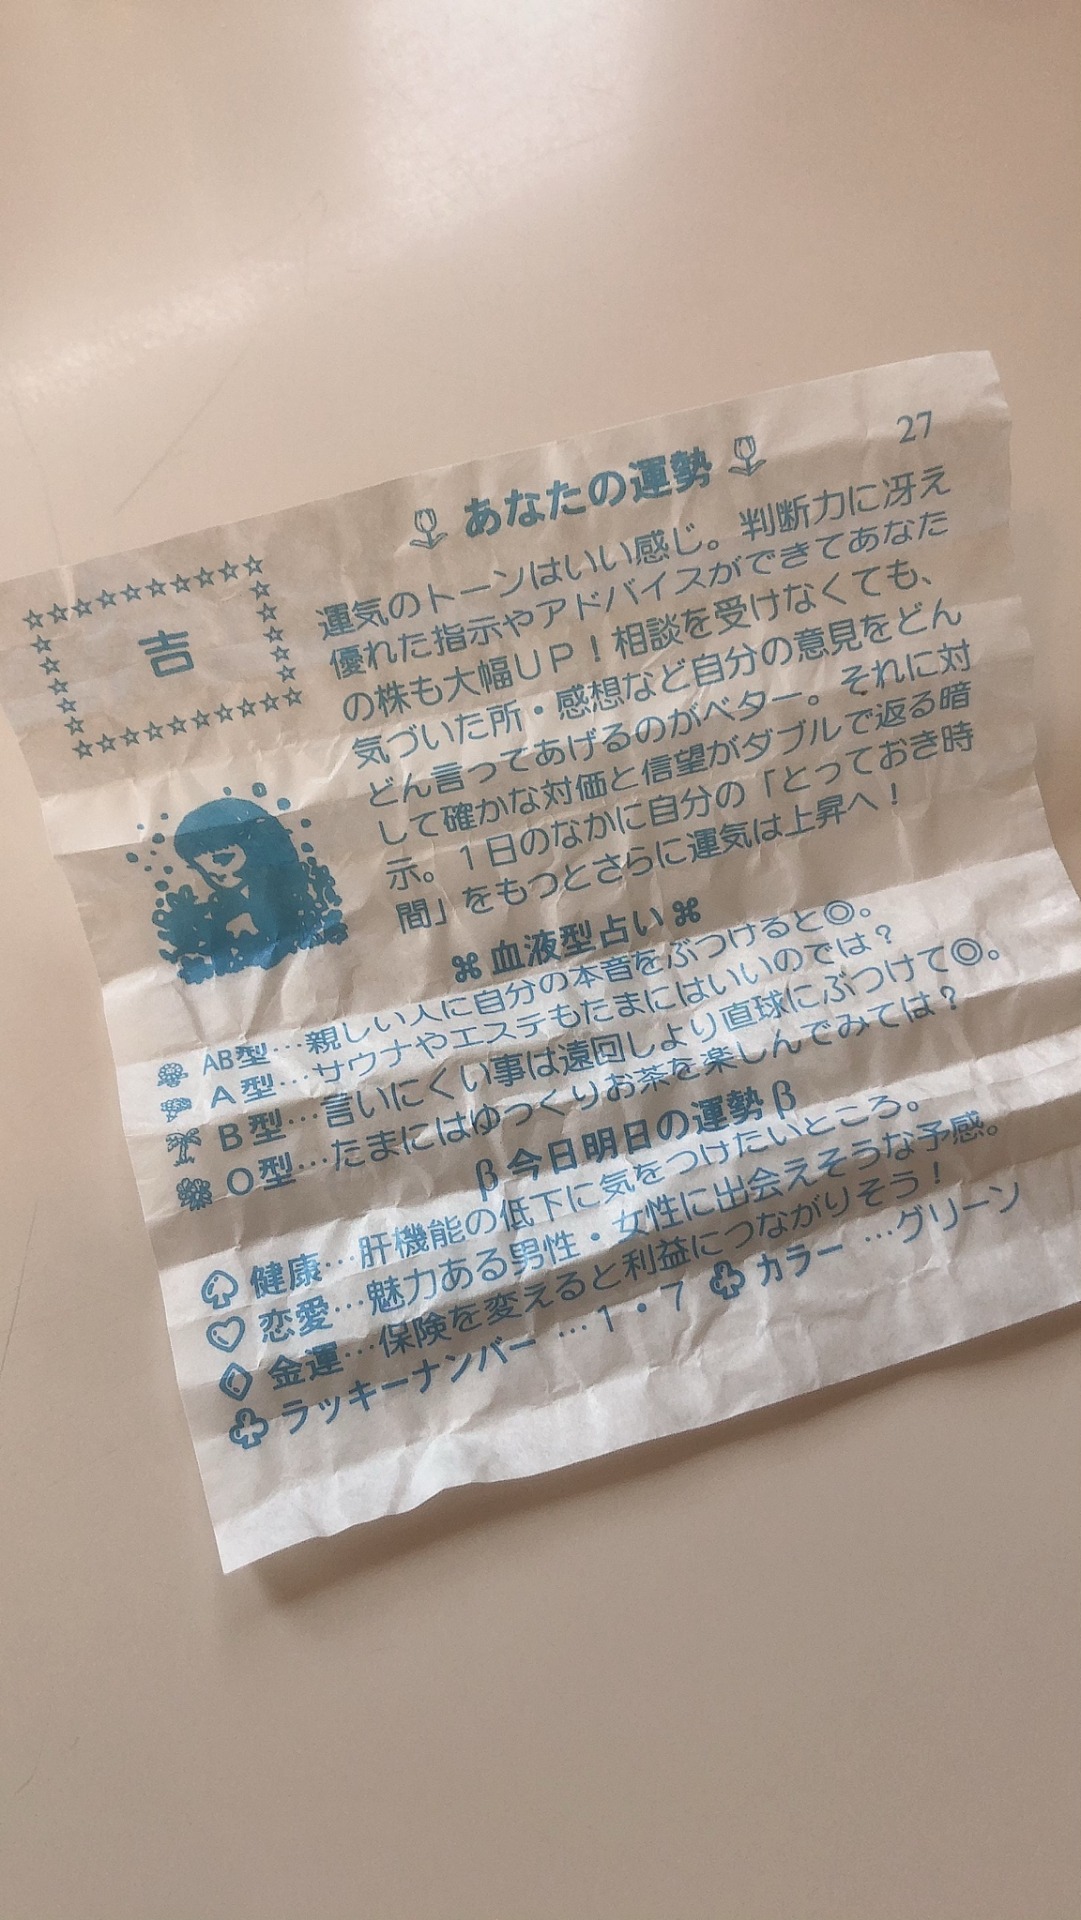 27
あなたの運勢
吉
運気のトーンはいい感じ。判断力に冴え
優れた指示やアドバイスができてあなた
の株も大幅UP！相談を受けなくても、
気づいた所・感想など自分の意見をどん
どん言ってあげるのがベター。それに対
して確かな対価と信望がダブルで返る暗
示。1日のなかに自分の「とっておき時
間」をもつとさらに運気は上昇へ！
⌘血液型占い⌘
AB型…親しい人に自分の本音をぶつけると◎。
A型…サウナやエステもたまにはいいのでは？
B型…言いにくい事は遠回しより直球にぶつけて◎。
O型…たまにはゆっくりお茶を楽しんでみては？
β今日明日の運勢β
健康…肝機能の低下に気をつけたいところ。
恋愛…魅力ある男性・女性に出会えそうな予感。
金運…保険を変えると利益につながりそう！
ラッキーナンバー…1・7 カラー…グリーン